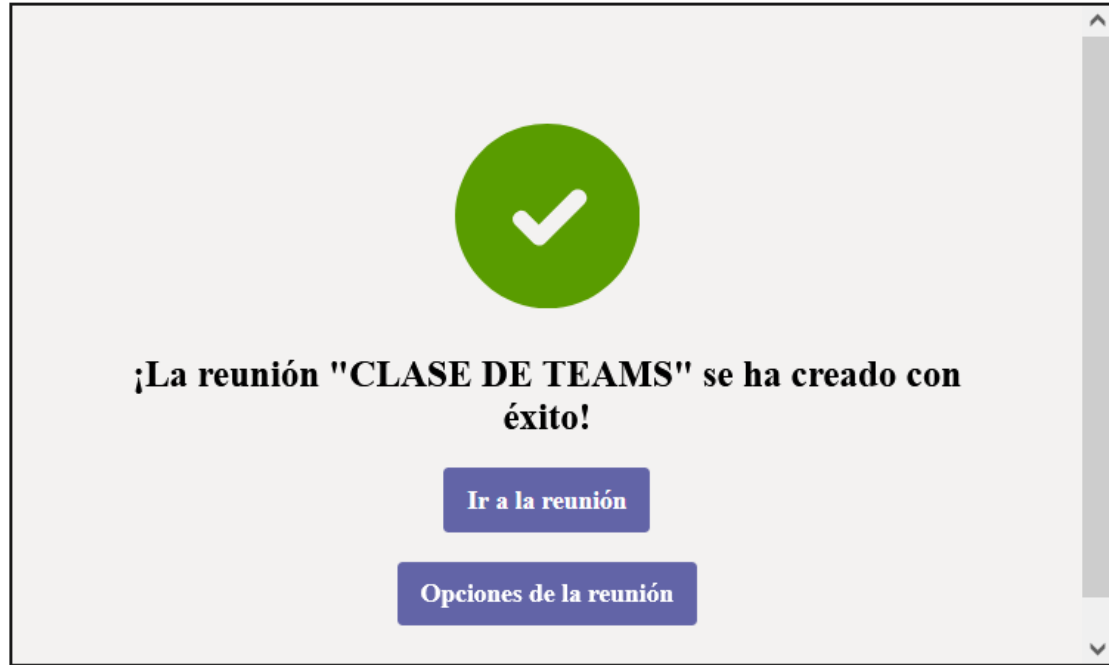 ¡La reunión "CLASE DE TEAMS" se ha creado con
éxito!
Ir a la reunión
Opciones de la reunión